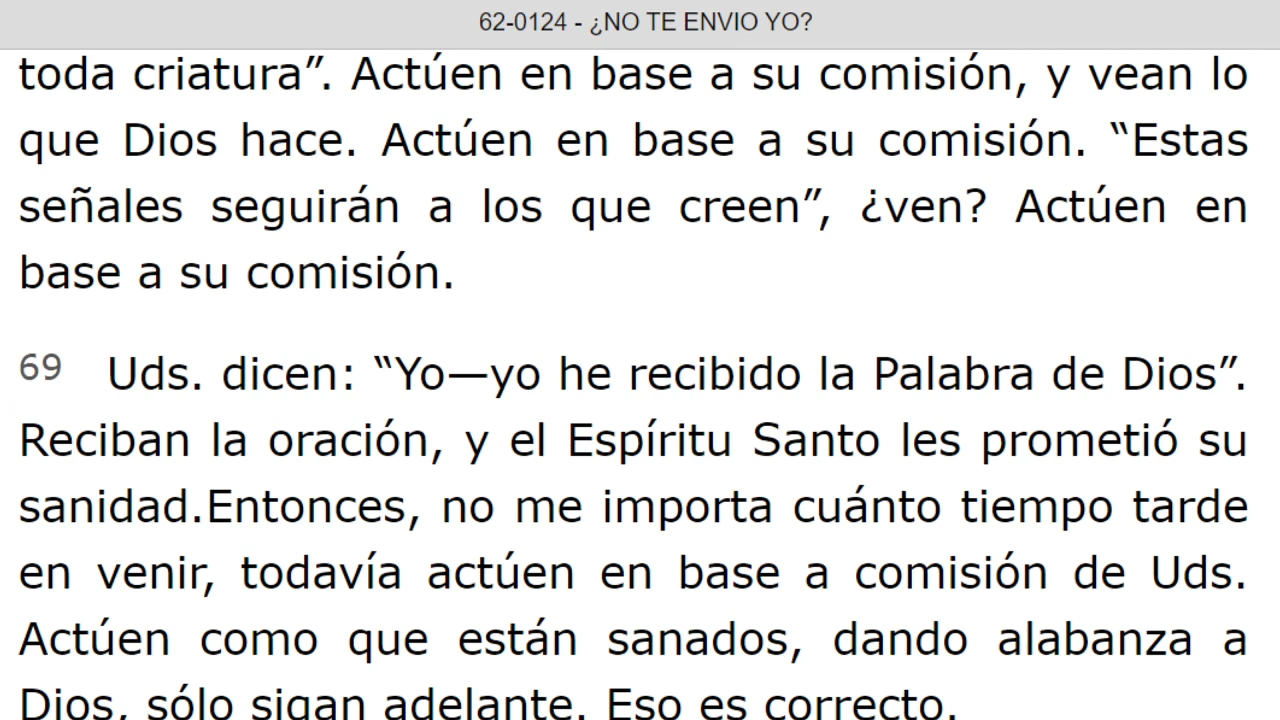 62-0124 - ¿NO TE ENVIO YO?
toda criatura”. Actúen en base a su comisión, y vean lo
que Dios hace. Actúen en base a su comisión. “Estas
señales seguirán a los que creen”, ¿ven? Actúen en
base a su comisión.
69 Uds. dicen: “Yo—yo he recibido la Palabra de Dios”.
Reciban la oración, y el Espíritu Santo les prometió su
sanidad.Entonces, no me importa cuánto tiempo tarde
en venir, todavía actúen en base a comisión de Uds.
Actúen como que están sanados, dando alabanza a
Dios, sólo sigan adelante. Eso es correcto.